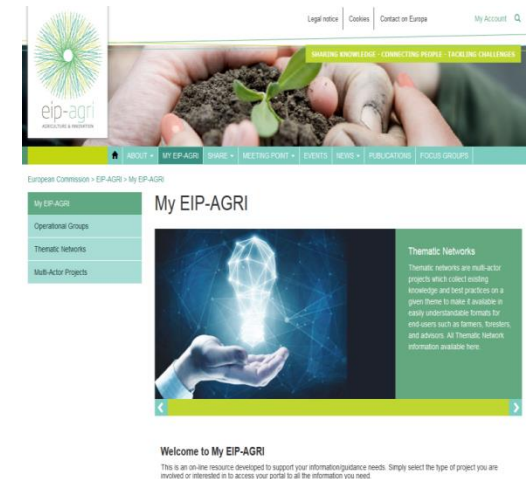 Legal notice | Cookies | Contact on Europa
My Account
eip-agri
AGRICULTURE & INNOVATION
SHARING KNOWLEDGE - CONNECTING PEOPLE - TACKLING CHALLENGES
ABOUT
MY EIP-AGRI
SHARE
MEETING POINT
EVENTS
NEWS
PUBLICATIONS
FOCUS GROUPS
European Commission > EIP-AGRI > My EIP-AGRI
My EIP-AGRI
Operational Groups
Thematic Networks
Multi-Actor Projects
My EIP-AGRI
Thematic Networks
Thematic networks are multi-actor
projects which collect existing
knowledge and best practices on a
given theme to make it available in
easily understandable formats for
end-users such as farmers, foresters,
and advisors. All Thematic Network
information available here.
Welcome to My EIP-AGRI
This is an on-line resource developed to support your information/guidance needs. Simply select the type of project you are
involved or interested in to access your portal to all the information you need